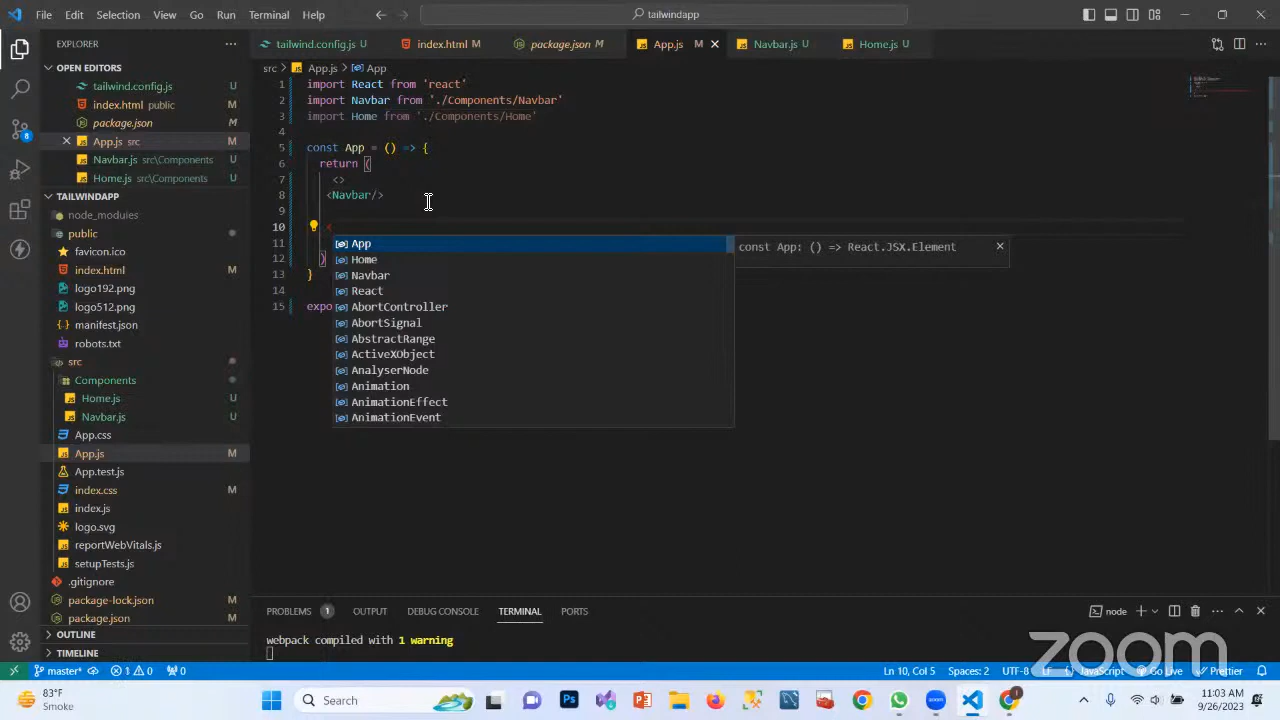 File Edit Selection View Go Run Terminal Help
tailwindapp
EXPLORER
OPEN EDITORS
tailwind.config.js U
index.html public M
package.json M
App.js src M
Navbar.js src\Components U
Home.js src\Components U
TAILWINDAPP
node_modules
public
favicon.ico
index.html M
logo192.png
logo512.png
manifest.json
robots.txt
src
Components
Home.js U
Navbar.js U
App.css
App.js M
App.test.js
index.css M
index.js
logo.svg
reportWebVitals.js
setupTests.js
.gitignore
package-lock.json M
package.json M
OUTLINE
TIMELINE
tailwind.config.js U index.html M package.json M App.js M Navbar.js U Home.js U
src > App.js > App
1 import React from 'react'
2 import Navbar from './Components/Navbar'
3 import Home from './Components/Home'
4
5 const App = () => {
6 return (
7 <>
8 <Navbar/>
9
10 <
11
12 )
13 }
14
15 expo
App
Home
Navbar
React
AbortController
AbortSignal
AbstractRange
ActiveXObject
AnalyserNode
Animation
AnimationEffect
AnimationEvent
const App: () => React.JSX.Element
PROBLEMS 1 OUTPUT DEBUG CONSOLE TERMINAL PORTS
node
webpack compiled with 1 warning
zoom
8
master* 1 0 0 Ln 10, Col 5 Spaces: 2 UTF-8 LF {} JavaScript Go Live Prettier
83°F
Smoke
Search
11:03 AM
9/26/2023